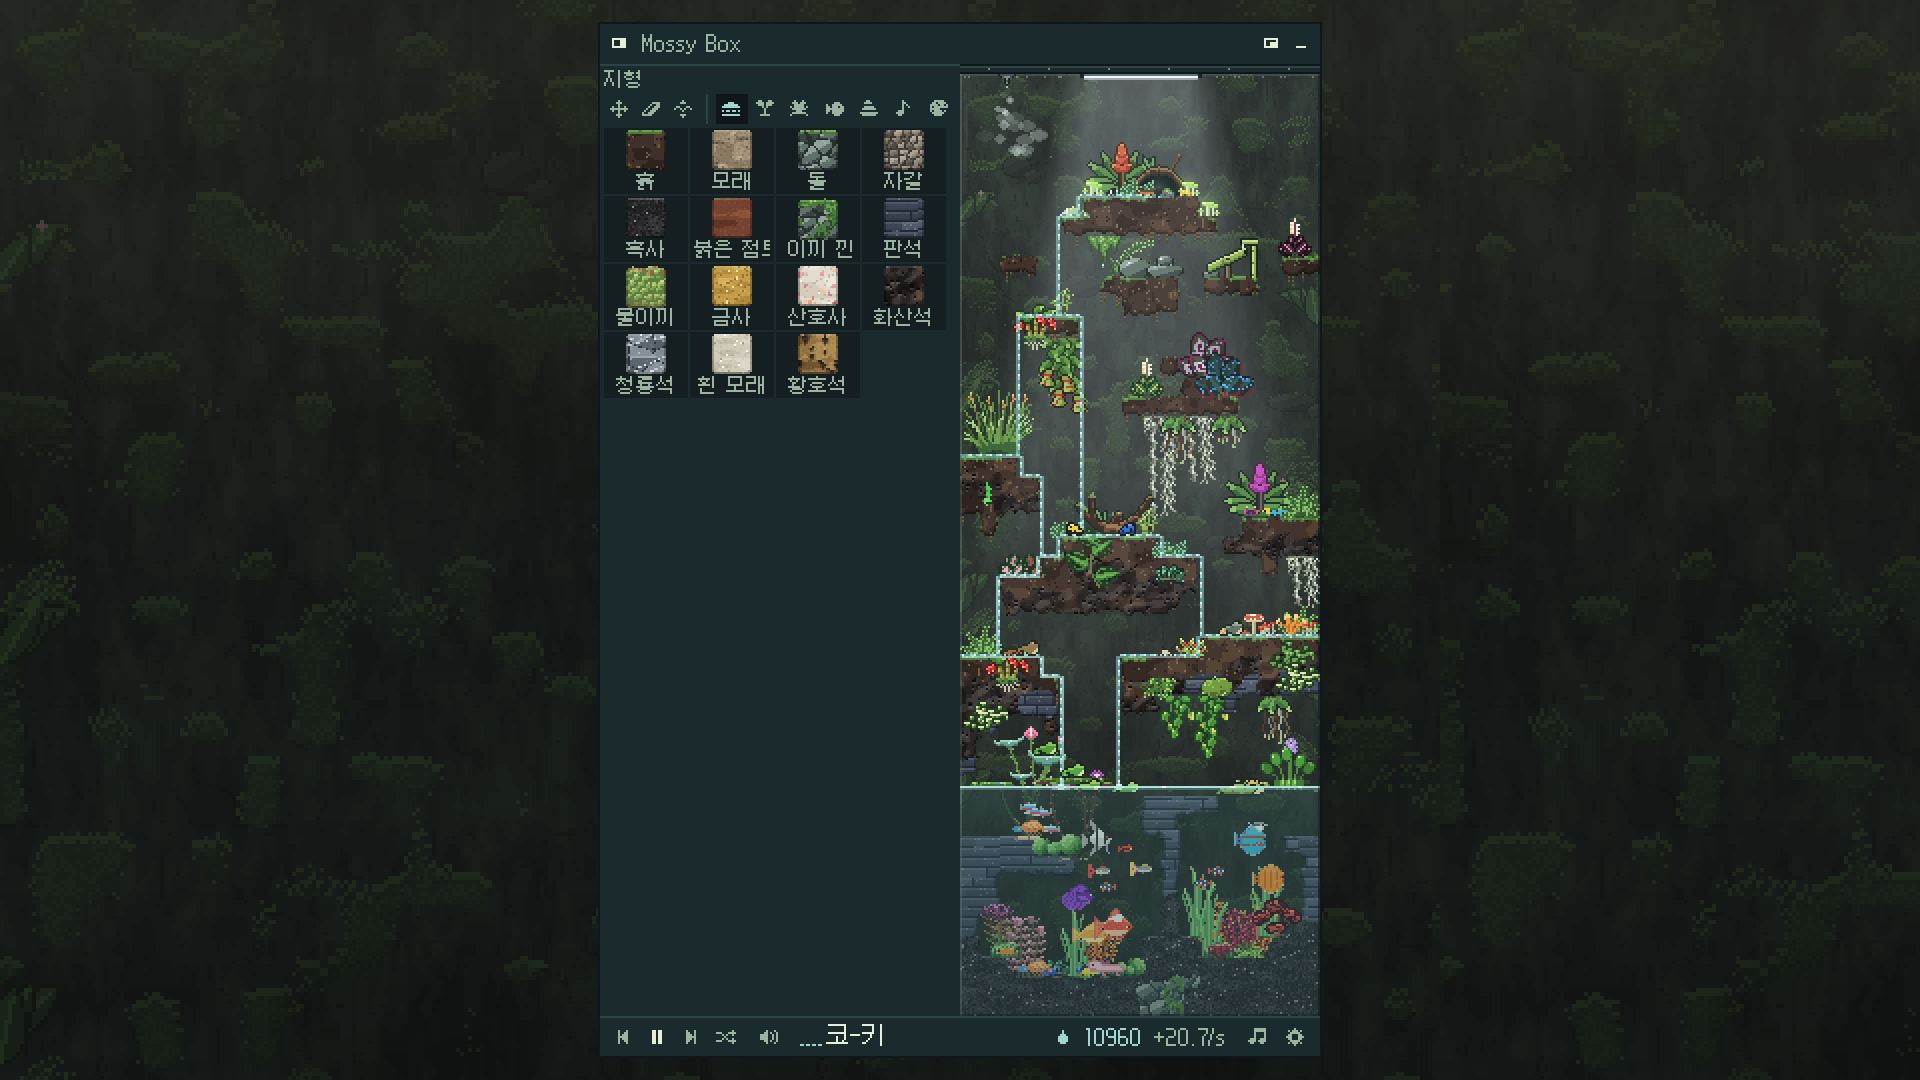 Mossy Box
지형
흙 모래 돌 자갈
흑사 붉은 점토 이끼 낀 판석
물이끼 금사 산호사 화산석
청룡석 흰 모래 황호석
....코-키
10960 +20.7/s